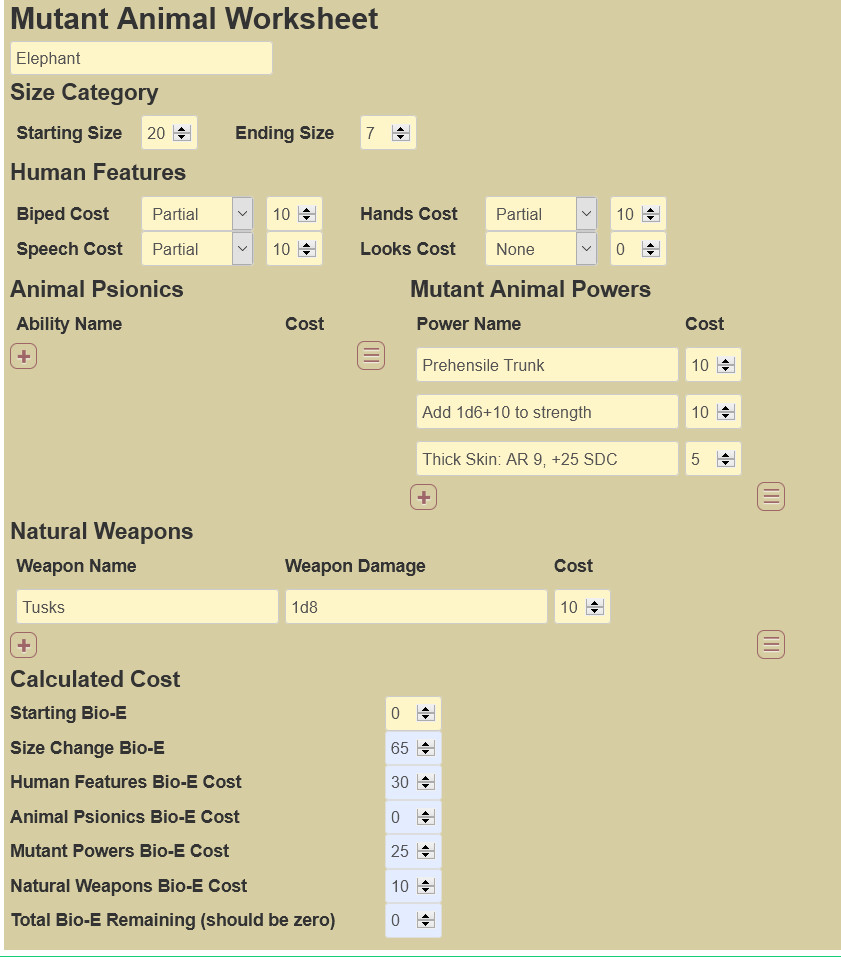 Mutant Animal Worksheet
Elephant
Size Category
Starting Size 20 Ending Size 7
Human Features
Biped Cost Partial 10 Hands Cost Partial 10
Speech Cost Partial 10 Looks Cost None 0
Animal Psionics Mutant Animal Powers
Ability Name Cost Power Name Cost
Prehensile Trunk 10
Add 1d6+10 to strength 10
Thick Skin: AR 9, +25 SDC 5
Natural Weapons
Weapon Name Weapon Damage Cost
Tusks 1d8 10
Calculated Cost
Starting Bio-E 0
Size Change Bio-E 65
Human Features Bio-E Cost 30
Animal Psionics Bio-E Cost 0
Mutant Powers Bio-E Cost 25
Natural Weapons Bio-E Cost 10
Total Bio-E Remaining (should be zero) 0